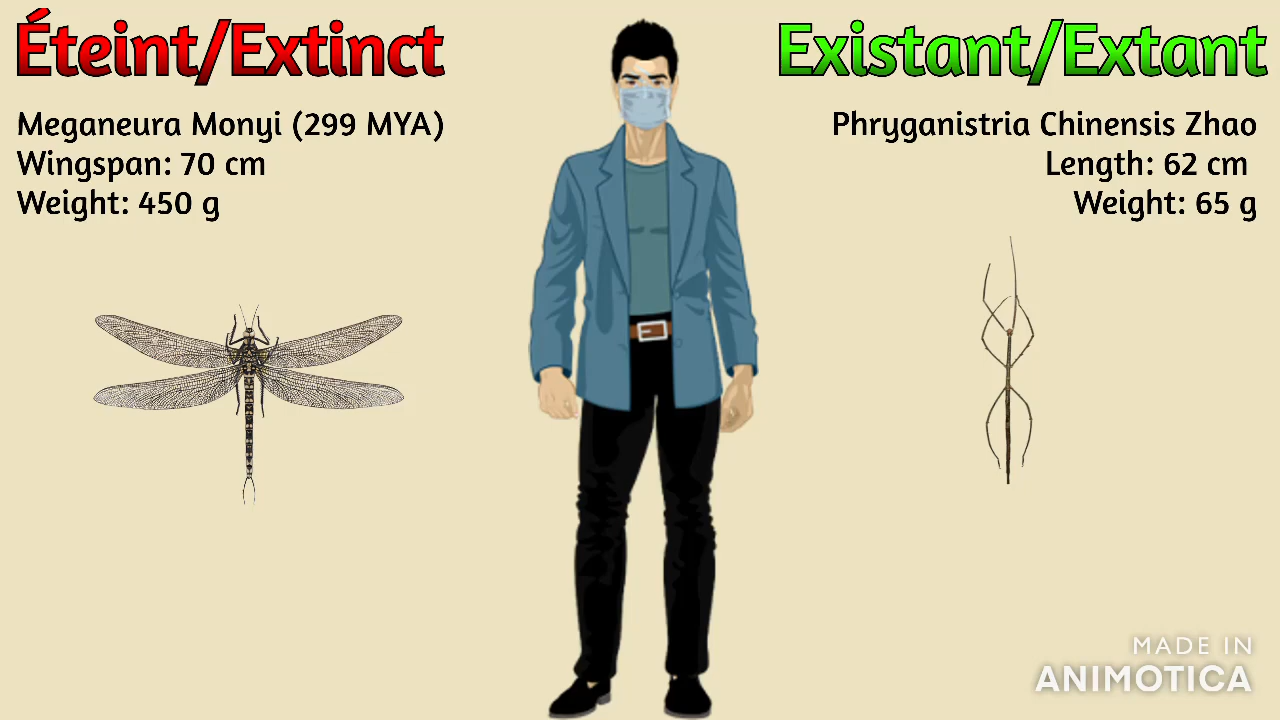 Éteint/Extinct
Meganeura Monyi (299 MYA)
Wingspan: 70 cm
Weight: 450 g
Existant/Extant
Phryganistria Chinensis Zhao
Length: 62 cm
Weight: 65 g
MADE IN
ANIMOTICA